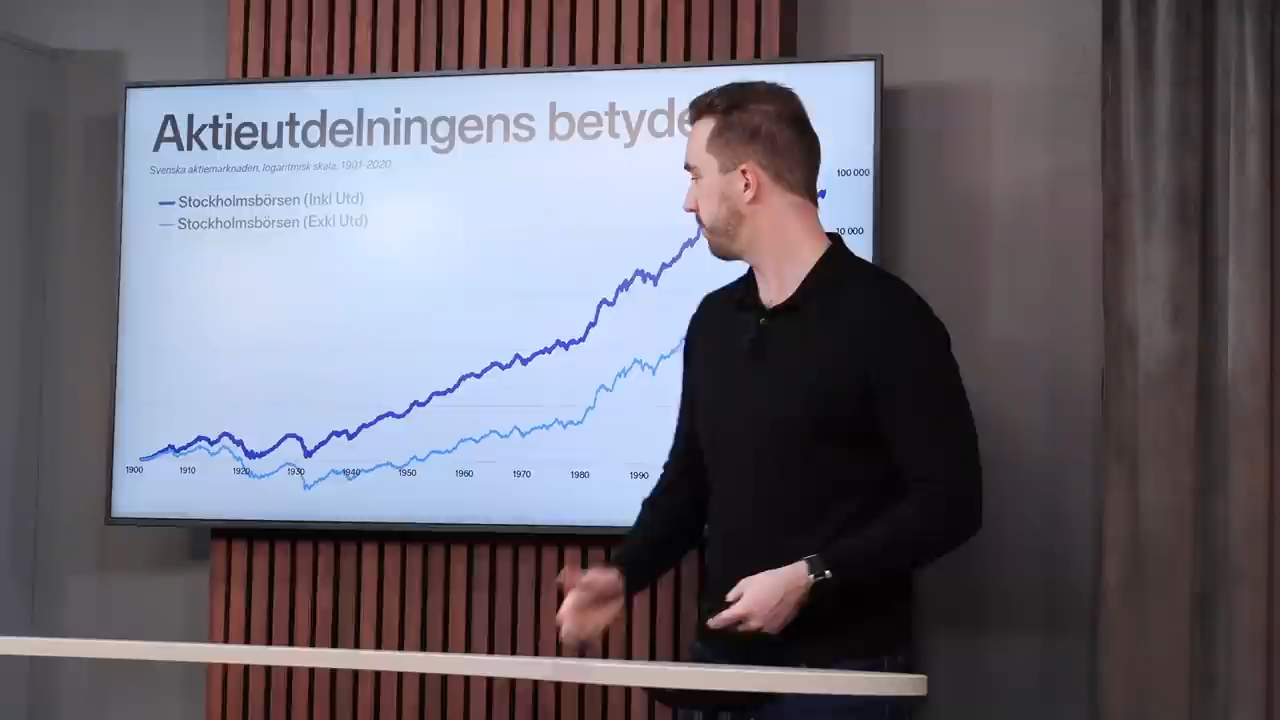 Aktieutdelningens betyde
Svenska aktiemarknaden, logaritmisk skala, 1901-2020
Stockholmsbörsen (Inkl Utd)
Stockholmsbörsen (Exkl Utd)
100 000
10 000
1900 1910 1920 1930 1940 1950 1960 1970 1980 1990